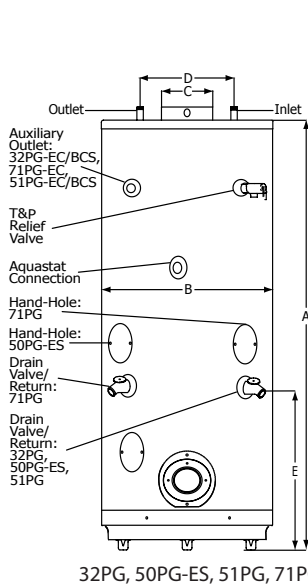 D
C
Outlet
Inlet
Auxiliary
Outlet:
32PG-EC/BCS,
71PG-EC,
51PG-EC/BCS
T&P
Relief
Valve
Aquastat
Connection
B
A
Hand-Hole:
71PG
Hand-Hole:
50PG-ES
Drain
Valve/
Return:
71PG
Drain
Valve/
Return:
32PG,
50PG-ES,
51PG
E
32PG, 50PG-ES, 51PG, 71P